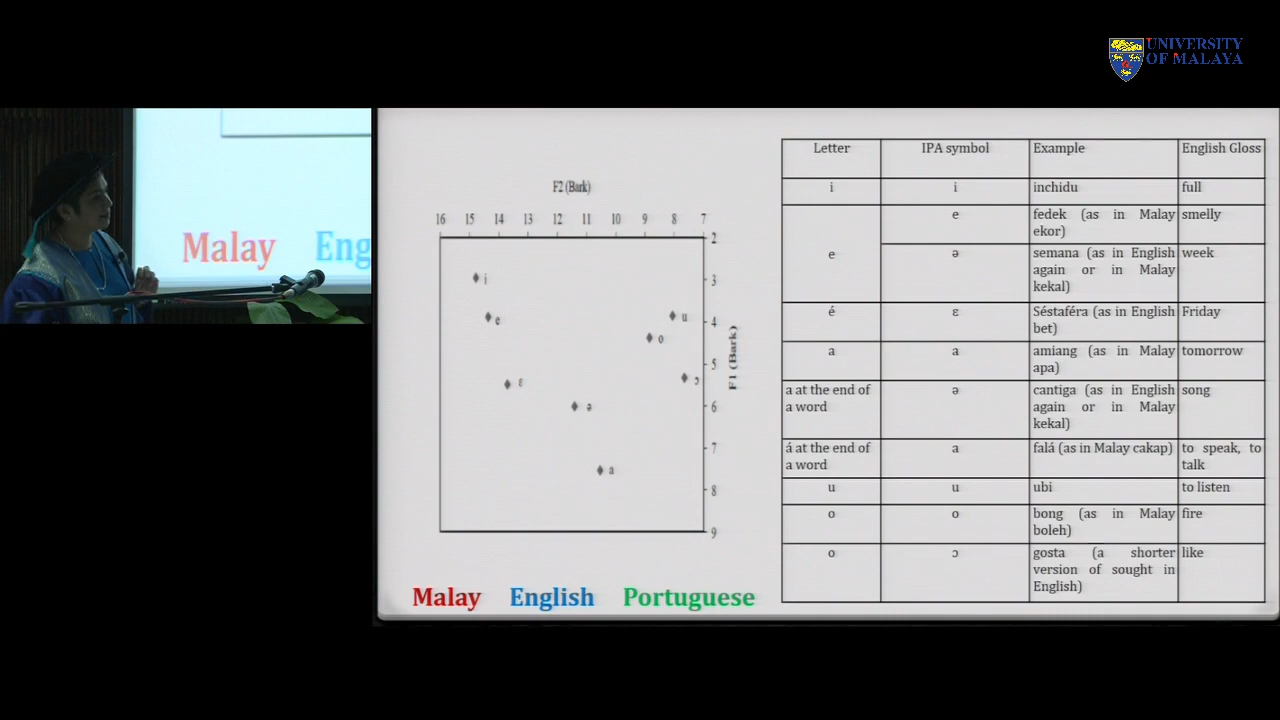 UNIVERSITY
OF MALAYA
Malay Eng
F2 (Bark)
16 15 14 13 12 11 10 9 8 7
2
3
4
5
6
7
8
9
F1 (Bark)
i
e
ε
ə
a
u
o
ɔ
Malay English Portuguese
Letter IPA symbol Example English Gloss
i i inchidu full
e e fedek (as in Malay ekor) smelly
ə semana (as in English again or in Malay kekal) week
é ε Séstaféra (as in English bet) Friday
a a amiang (as in Malay apa) tomorrow
a at the end of a word ə cantiga (as in English again or in Malay kekal) song
á at the end of a word a falá (as in Malay cakap) to speak, to talk
u u ubi to listen
o o bong (as in Malay boleh) fire
o ɔ gosta (a shorter version of sought in English) like